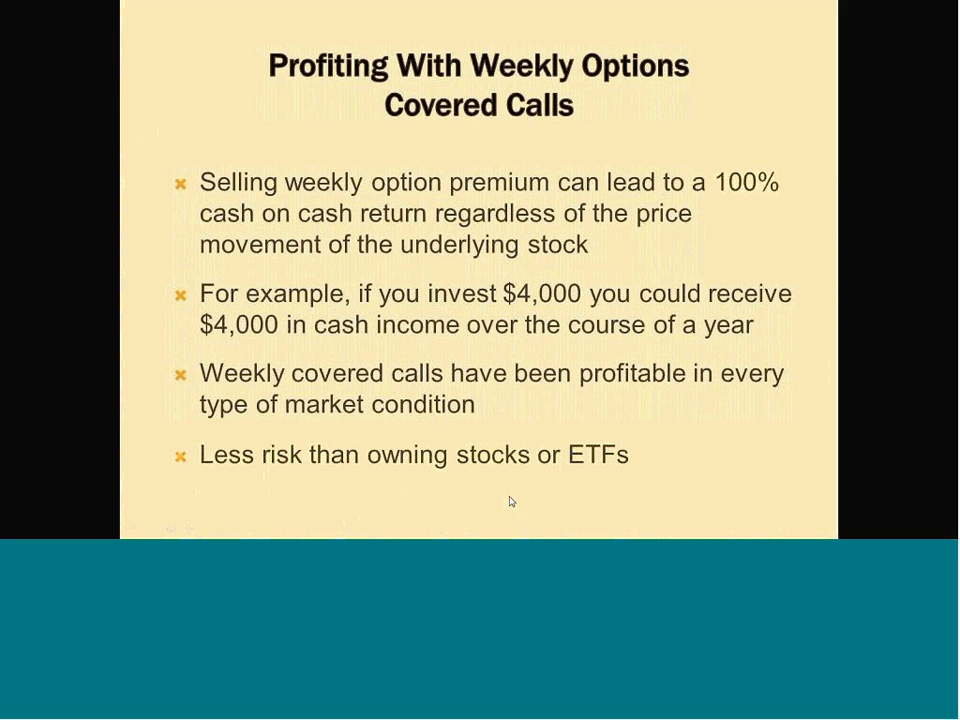 Profiting With Weekly Options
Covered Calls
Selling weekly option premium can lead to a 100%
cash on cash return regardless of the price
movement of the underlying stock
For example, if you invest $4,000 you could receive
$4,000 in cash income over the course of a year
Weekly covered calls have been profitable in every
type of market condition
Less risk than owning stocks or ETFs